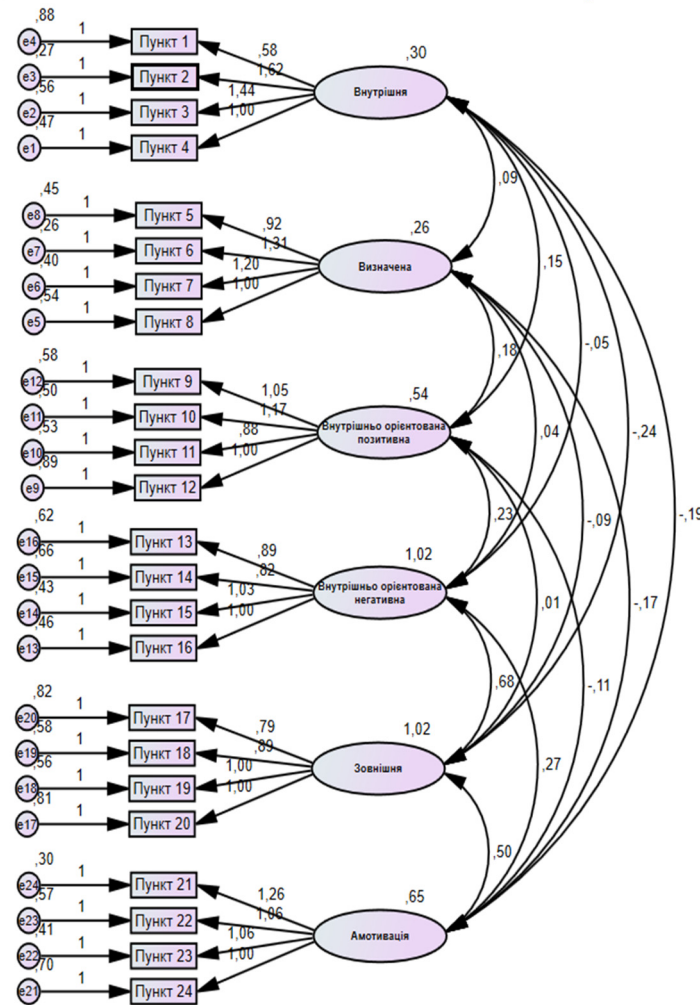 ,88
e4 1 Пункт 1 ,58 ,30
,27
e3 1 Пункт 2 1,62 Внутрішня
,56
e2 1 Пункт 3 1,44
,47
e1 1 Пункт 4 1,00
,09
,45
e8 1 Пункт 5 ,92 ,26
,26
e7 1 Пункт 6 1,31 Визначена ,15
,40
e6 1 Пункт 7 1,20
,54
e5 1 Пункт 8 1,00
,18 -,05
,58
e12 1 Пункт 9 1,05 ,54
,50
e11 1 Пункт 10 1,17 Внутрішньо орієнтована
позитивна ,04 -,24
,53
e10 1 Пункт 11 ,88
,89
e9 1 Пункт 12 1,00
,23 -,09 -,19
,62
e16 1 Пункт 13 ,89 1,02
,66
e15 1 Пункт 14 ,82 Внутрішньо орієнтована
негативна ,01 -,17
,43
e14 1 Пункт 15 1,03
,46
e13 1 Пункт 16 1,00
,68 -,11
,82
e20 1 Пункт 17 ,79 1,02
,58
e19 1 Пункт 18 ,89 Зовнішня ,27
,56
e18 1 Пункт 19 1,00
,81
e17 1 Пункт 20 1,00
,50
,30
e24 1 Пункт 21 1,26 ,65
,57
e23 1 Пункт 22 1,06 Амотивація
,41
e22 1 Пункт 23 1,06
,70
e21 1 Пункт 24 1,00